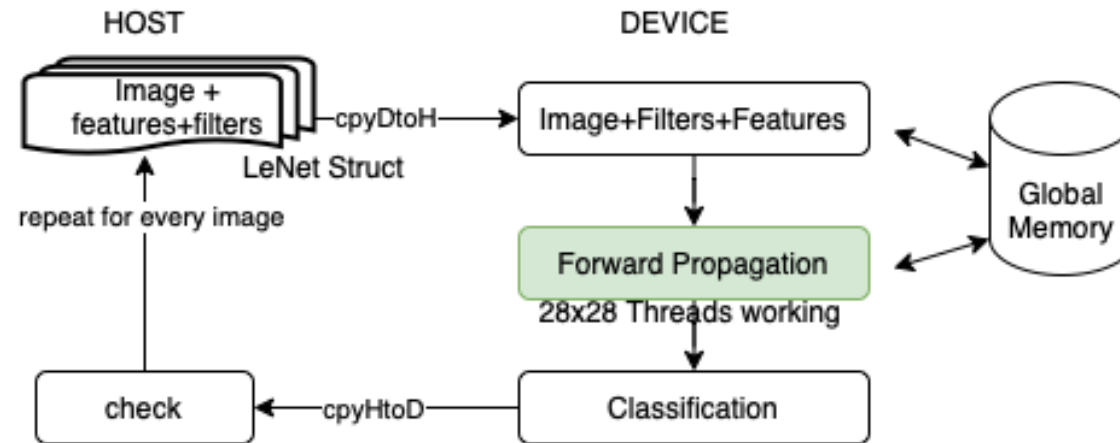 HOST
DEVICE
Image +
features+filters
cpyDtoH
Image+Filters+Features
LeNet Struct
Global
Memory
repeat for every image
Forward Propagation
28x28 Threads working
check
cpyHtoD
Classification